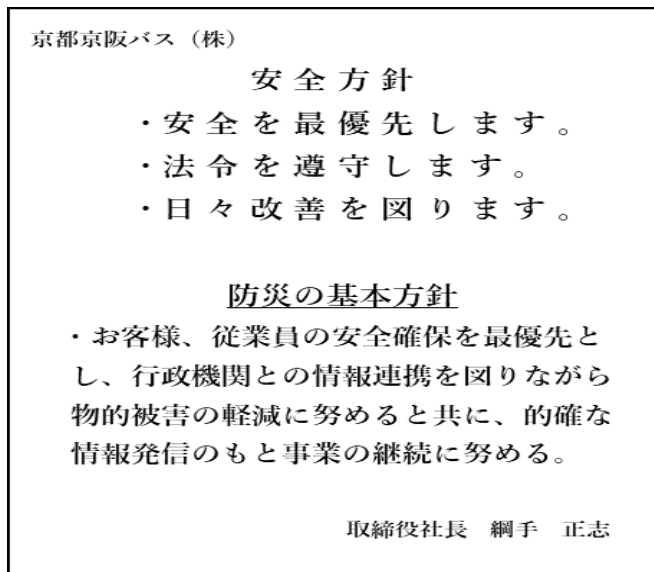 京都京阪バス（株）
安全方針
・安全を最優先します。
・法令を遵守します。
・日々改善を図ります。
防災の基本方針
・お客様、従業員の安全確保を最優先と
し、行政機関との情報連携を図りながら
物的被害の軽減に努めると共に、的確な
情報発信のもと事業の継続に努める。
取締役社長　綱手　正志